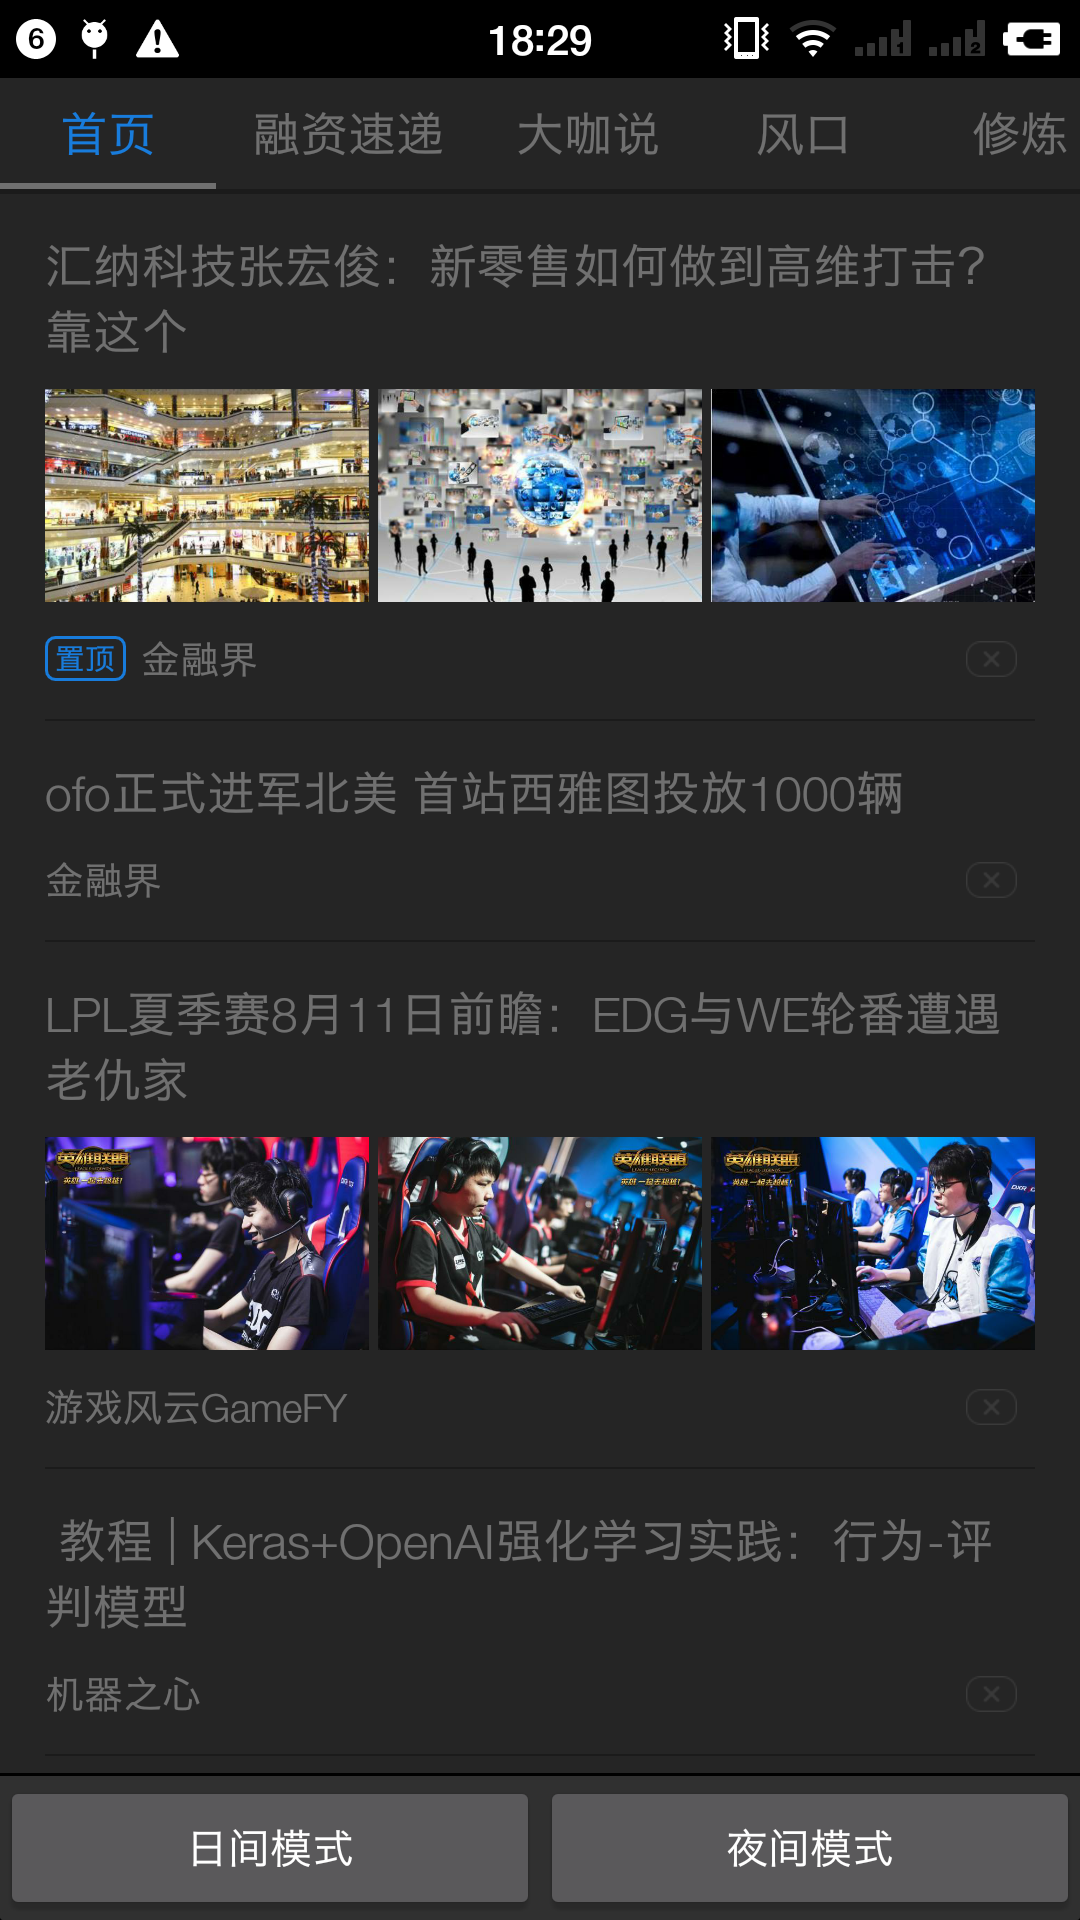 6
18:29
1
2
首页 融资速递 大咖说 风口 修炼
汇纳科技张宏俊：新零售如何做到高维打击？
靠这个
置顶 金融界
ofo正式进军北美 首站西雅图投放1000辆
金融界
LPL夏季赛8月11日前瞻：EDG与WE轮番遭遇
老仇家
英雄联盟
英雄联盟
英雄联盟
游戏风云GameFY
教程 | Keras+OpenAI强化学习实践：行为-评
判模型
机器之心
日间模式 夜间模式